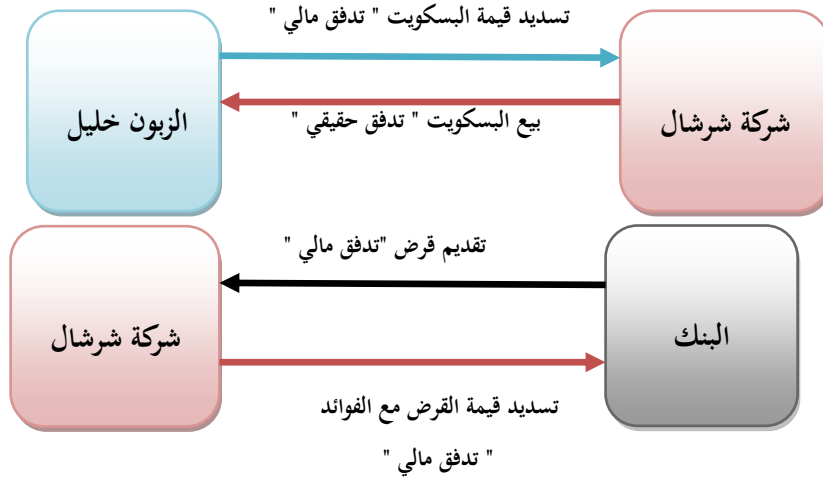 تسديد قيمة البسكويت " تدفق مالي "
شركة شرشال
الزبون خليل
بيع البسكويت " تدفق حقيقي "
تقديم قرض "تدفق مالي "
البنك
شركة شرشال
تسديد قيمة القرض مع الفوائد
" تدفق مالي "